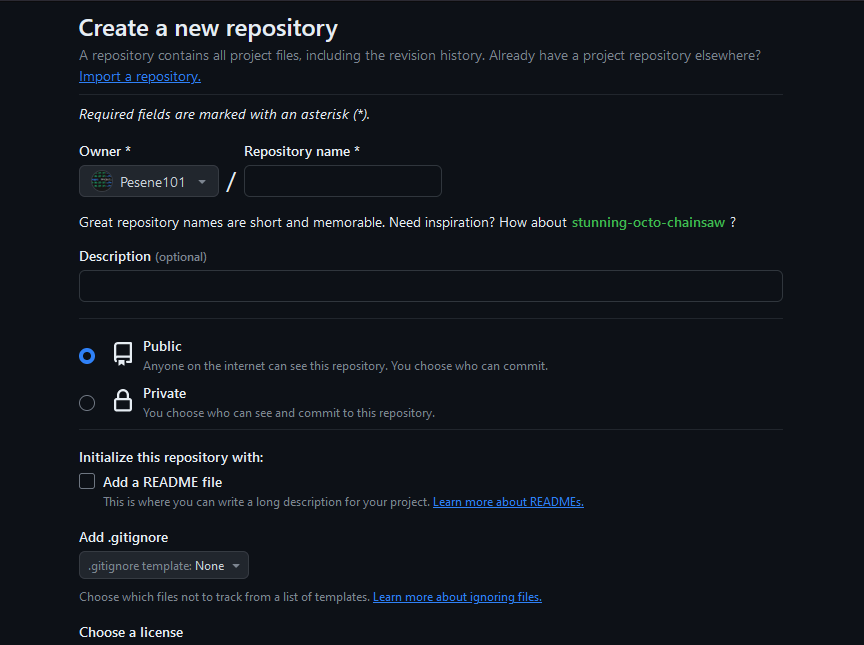 Create a new repository
A repository contains all project files, including the revision history. Already have a project repository elsewhere?
Import a repository.
Required fields are marked with an asterisk (*).
Owner * Repository name *
Pesene101 /
Great repository names are short and memorable. Need inspiration? How about stunning-octo-chainsaw ?
Description (optional)
Public
Anyone on the internet can see this repository. You choose who can commit.
Private
You choose who can see and commit to this repository.
Initialize this repository with:
Add a README file
This is where you can write a long description for your project. Learn more about READMEs.
Add .gitignore
.gitignore template: None
Choose which files not to track from a list of templates. Learn more about ignoring files.
Choose a license